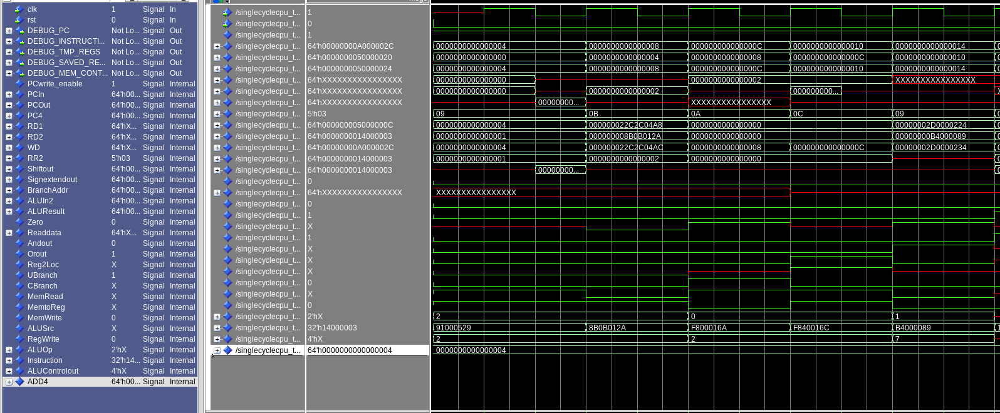 clk 1 Signal In
rst 0 Signal In
DEBUG_PC Not Lo... Signal Out
DEBUG_INSTRUCTI... Not Lo... Signal Out
DEBUG_TMP_REGS Not Lo... Signal Out
DEBUG_SAVED_RE... Not Lo... Signal Out
DEBUG_MEM_CONT... Not Lo... Signal Out
PCwrite_enable 1 Signal Internal
PCIn 64'h00... Signal Internal
PCOut 64'h00... Signal Internal
PC4 64'h00... Signal Internal
RD1 64'hX... Signal Internal
RD2 64'hX... Signal Internal
WD 64'hX... Signal Internal
RR2 5'h03 Signal Internal
Shiftout 64'h00... Signal Internal
Signextendout 64'h00... Signal Internal
BranchAddr 64'h00... Signal Internal
ALUIn2 64'h00... Signal Internal
ALUResult 64'h00... Signal Internal
Zero 0 Signal Internal
Readdata 64'hX... Signal Internal
Andout 0 Signal Internal
Orout 1 Signal Internal
Reg2Loc X Signal Internal
UBranch 1 Signal Internal
CBranch X Signal Internal
MemRead X Signal Internal
MemtoReg X Signal Internal
MemWrite 0 Signal Internal
ALUSrc X Signal Internal
RegWrite 0 Signal Internal
ALUOp 2'hX Signal Internal
Instruction 32'h14... Signal Internal
ALUControlout 4'hX Signal Internal
ADD4 64'h00... Signal Internal
/singlecyclecpu_t... 1
/singlecyclecpu_t... 0
/singlecyclecpu_t... 1
/singlecyclecpu_t... 64'h00000000A000002C 0000000000000004 0000000000000008 000000000000000C 0000000000000010 0000000000000014
/singlecyclecpu_t... 64'h0000000050000020 0000000000000000 0000000000000004 0000000000000008 000000000000000C 0000000000000010
/singlecyclecpu_t... 64'h0000000050000024 0000000000000004 0000000000000008 000000000000000C 0000000000000010 0000000000000014
/singlecyclecpu_t... 64'hXXXXXXXXXXXXXXXX 0000000000000000 0000000000000002 XXXXXXXXXXXXXXXX
/singlecyclecpu_t... 64'hXXXXXXXXXXXXXXXX 0000000000000000 0000000000000002 000000000...
/singlecyclecpu_t... 64'hXXXXXXXXXXXXXXXX 00000000... XXXXXXXXXXXXXXXX
/singlecyclecpu_t... 5'h03 09 0B 0A 0C 09
/singlecyclecpu_t... 64'h000000005000000C 0000000000000004 000000022C2C04A8 0000000000000000 00000002D0000224
/singlecyclecpu_t... 64'h0000000014000003 0000000000000001 000000008B0B012A 0000000000000000 00000000B4000089
/singlecyclecpu_t... 64'h00000000A000002C 0000000000000004 000000022C2C04AC 0000000000000008 000000000000000C 00000002D0000234
/singlecyclecpu_t... 64'h0000000014000003 0000000000000001 0000000000000002 0000000000000000
/singlecyclecpu_t... 64'h0000000014000003 00000000...
/singlecyclecpu_t... 0
/singlecyclecpu_t... 64'hXXXXXXXXXXXXXXXX XXXXXXXXXXXXXXXX
/singlecyclecpu_t... 0
/singlecyclecpu_t... 1
/singlecyclecpu_t... X
/singlecyclecpu_t... 1
/singlecyclecpu_t... X
/singlecyclecpu_t... X
/singlecyclecpu_t... X
/singlecyclecpu_t... 0
/singlecyclecpu_t... X
/singlecyclecpu_t... 0
/singlecyclecpu_t... 2'hX 2 0 1
/singlecyclecpu_t... 32'h14000003 91000529 8B0B012A F800016A F840016C B4000089
/singlecyclecpu_t... 4'hX 2 2 7
/singlecyclecpu_t... 64'h0000000000000004 0000000000000004